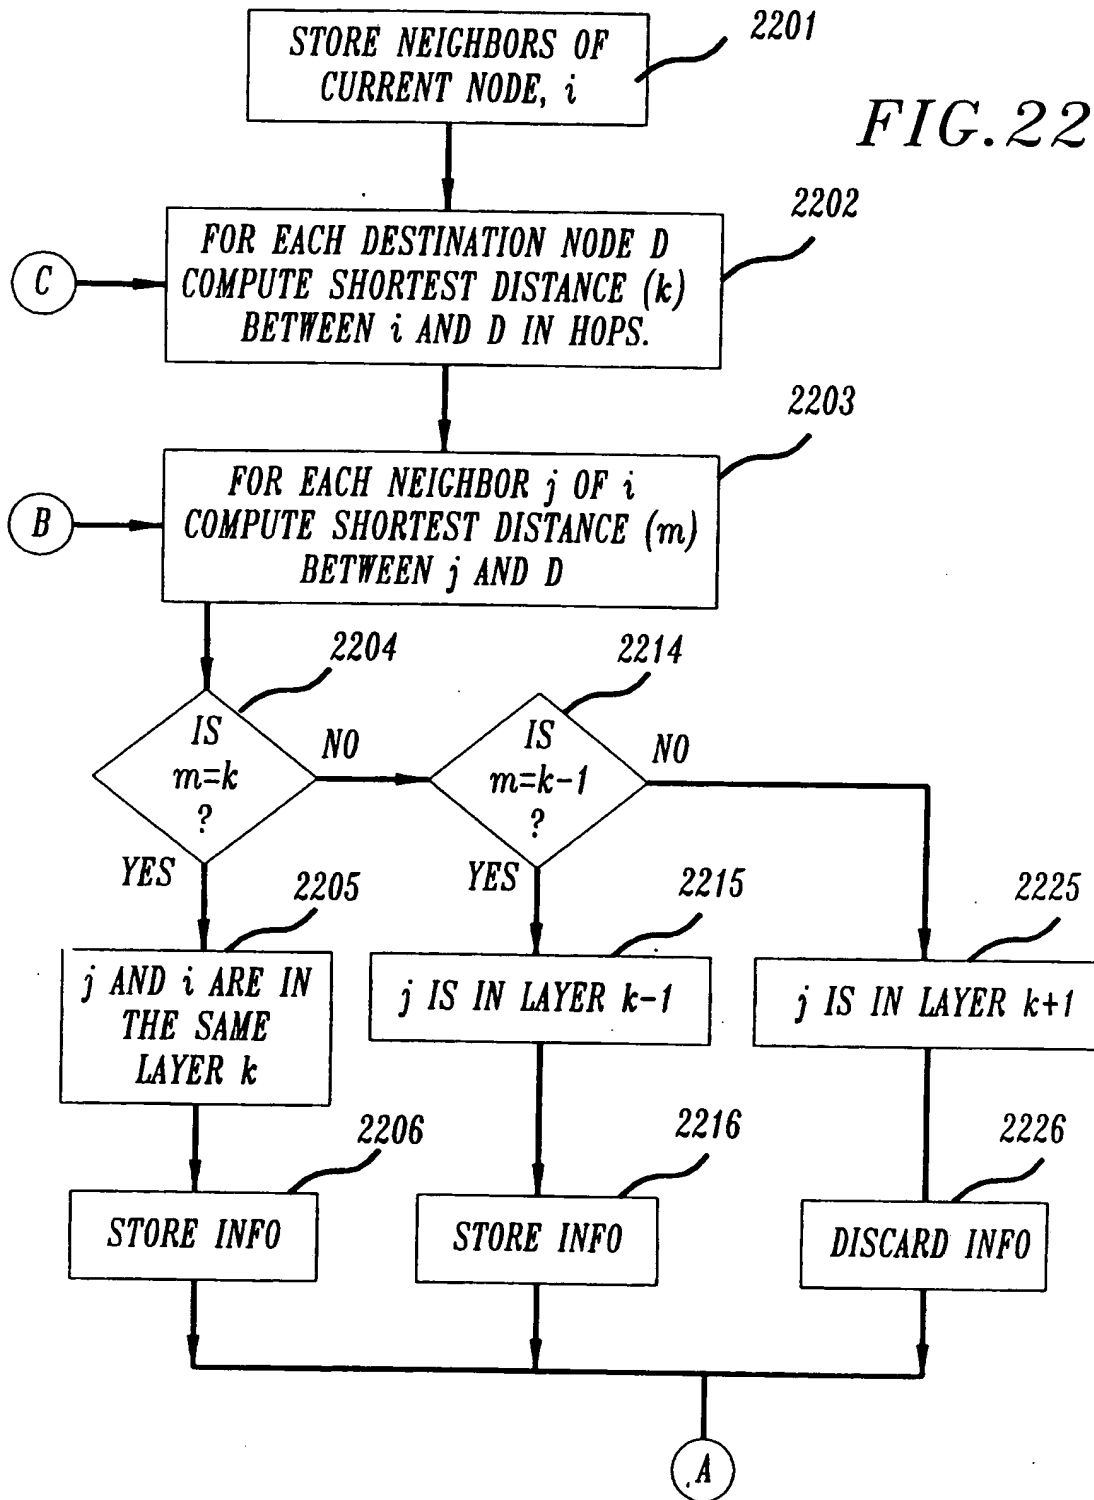 2201
STORE NEIGHBORS OF
CURRENT NODE, i
FIG.22
2202
FOR EACH DESTINATION NODE D
COMPUTE SHORTEST DISTANCE (k)
BETWEEN i AND D IN HOPS.
C
2203
FOR EACH NEIGHBOR j OF i
COMPUTE SHORTEST DISTANCE (m)
BETWEEN j AND D
B
2204
IS
m=k
?
NO
YES
2214
IS
m=k-1
?
NO
YES
2205
j AND i ARE IN
THE SAME
LAYER k
2215
j IS IN LAYER k-1
2225
j IS IN LAYER k+1
2206
STORE INFO
2216
STORE INFO
2226
DISCARD INFO
A